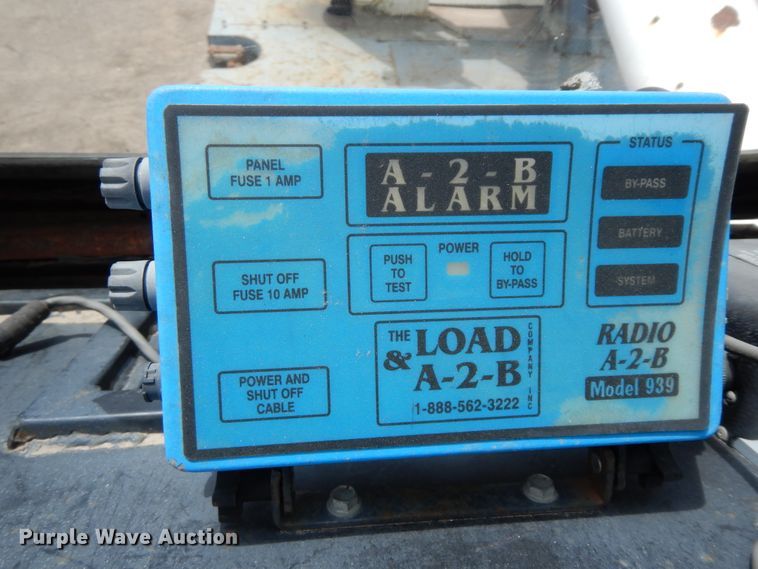 PANEL
FUSE 1 AMP
A - 2 - B
ALARM
STATUS
BY-PASS
BATTERY
SYSTEM
POWER
PUSH
TO
TEST
HOLD
TO
BY-PASS
SHUT OFF
FUSE 10 AMP
THE
LOAD
& A-2-B
COMPANY INC
1-888-562-3222
RADIO
A-2-B
Model 939
POWER AND
SHUT OFF
CABLE
Purple Wave Auction